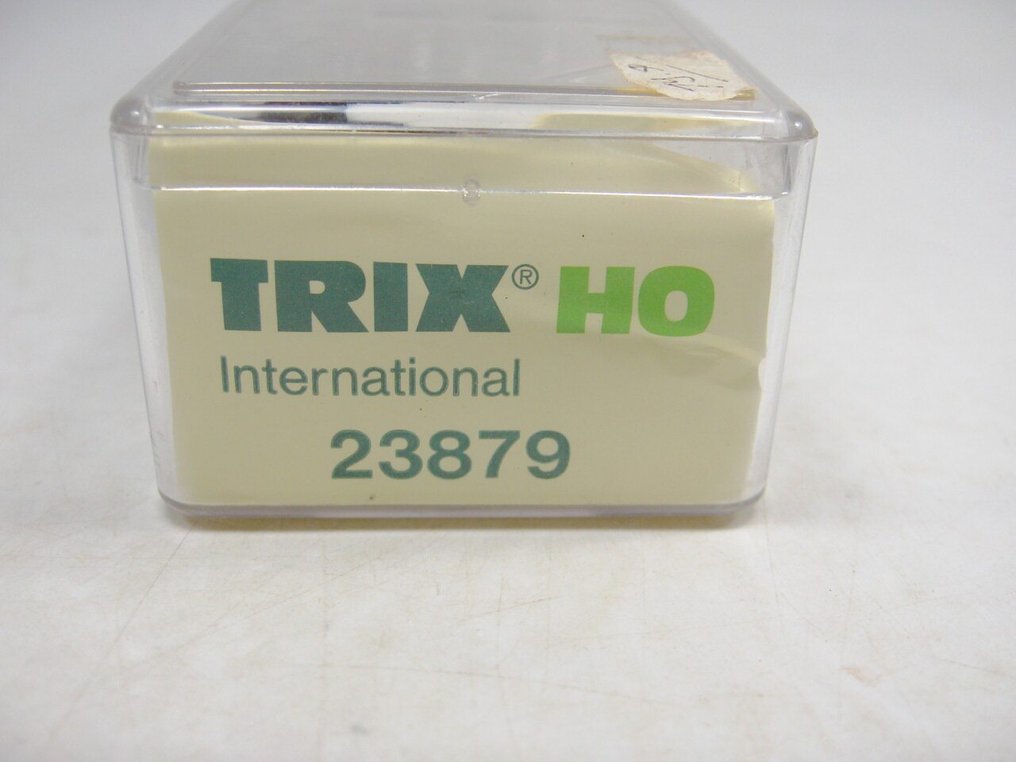 TRIX® HO
International
23879